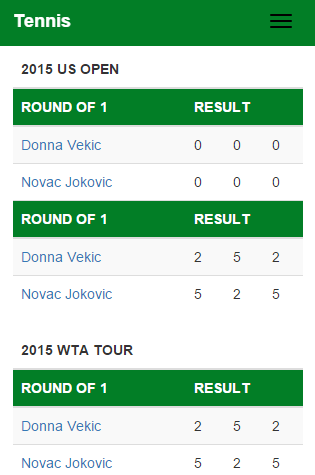 Tennis
2015 US OPEN
ROUND OF 1 RESULT
Donna Vekic 0 0 0
Novac Jokovic 0 0 0
ROUND OF 1 RESULT
Donna Vekic 2 5 2
Novac Jokovic 5 2 5
2015 WTA TOUR
ROUND OF 1 RESULT
Donna Vekic 2 5 2
Novac Jokovic 5 2 5